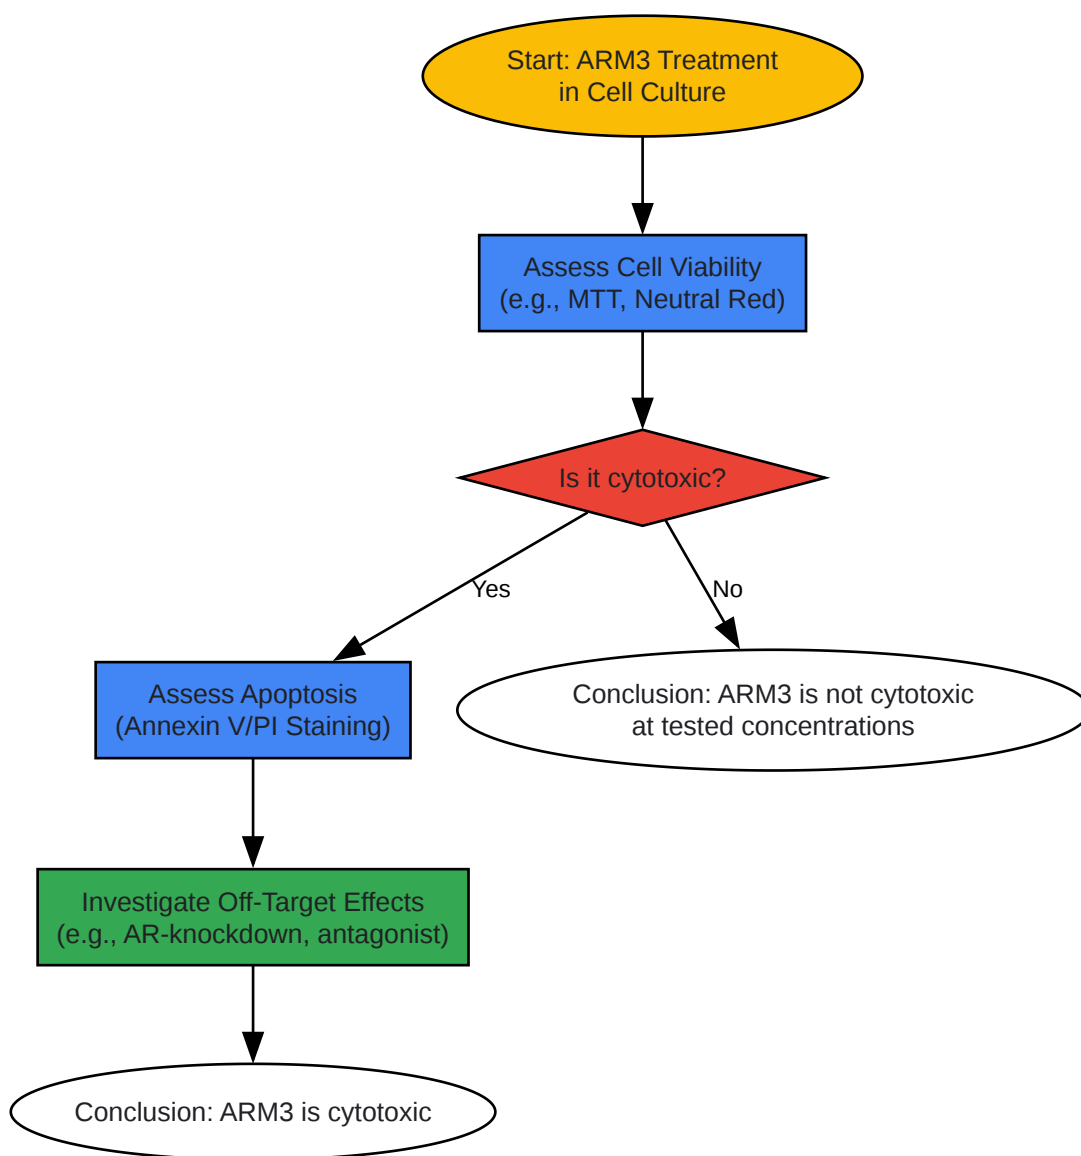 Start: ARM3 Treatment
in Cell Culture
Assess Cell Viability
(e.g., MTT, Neutral Red)
Is it cytotoxic?
Yes
No
Assess Apoptosis
(Annexin V/PI Staining)
Conclusion: ARM3 is not cytotoxic
at tested concentrations
Investigate Off-Target Effects
(e.g., AR-knockdown, antagonist)
Conclusion: ARM3 is cytotoxic